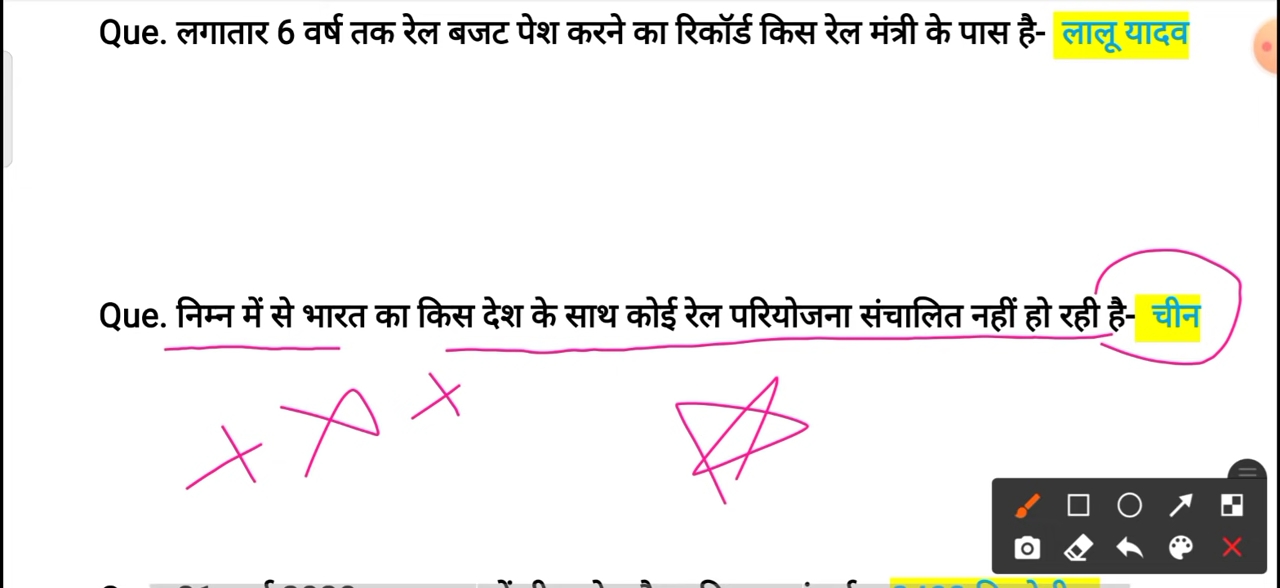 Que. लगातार 6 वर्ष तक रेल बजट पेश करने का रिकॉर्ड किस रेल मंत्री के पास है- लालू यादव
Que. निम्न में से भारत का किस देश के साथ कोई रेल परियोजना संचालित नहीं हो रही है- चीन